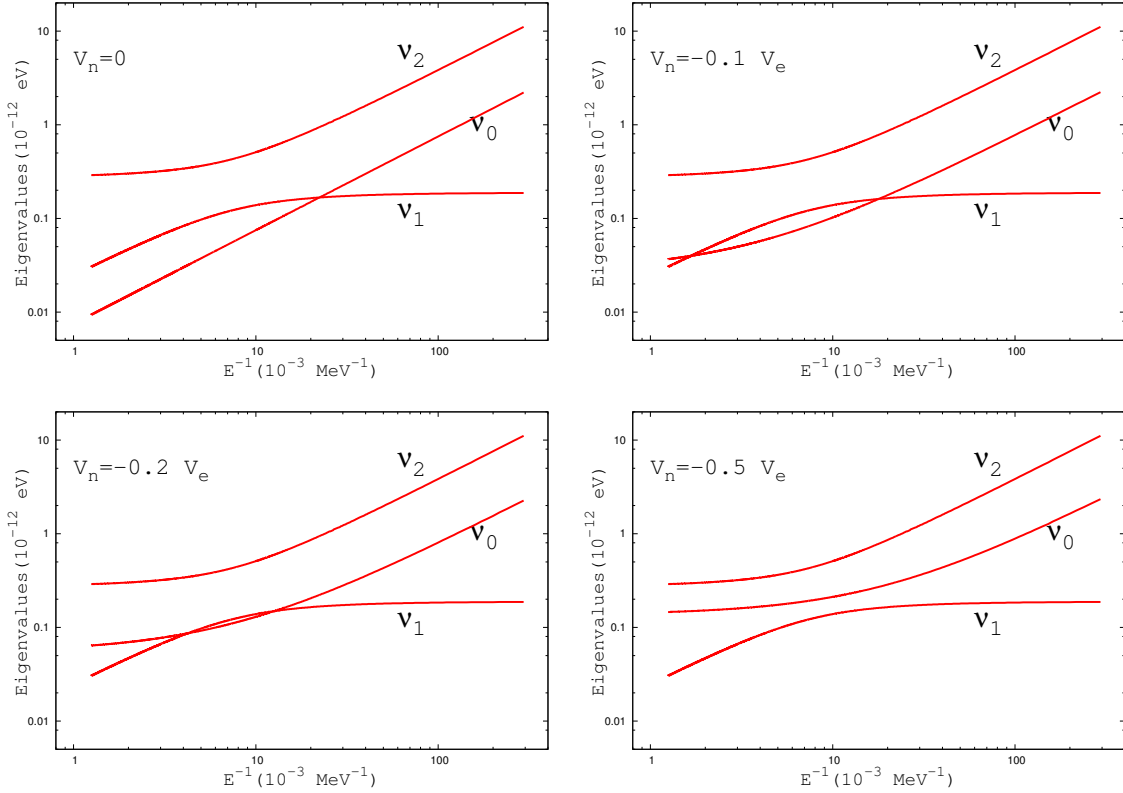 Eigenvalues(10^-12 eV)
V_n=0
ν_2
ν_0
ν_1
10
1
0.1
0.01
1
10
100
E^-1(10^-3 MeV^-1)
Eigenvalues(10^-12 eV)
V_n=-0.1 V_e
ν_2
ν_0
ν_1
10
1
0.1
0.01
1
10
100
E^-1(10^-3 MeV^-1)
Eigenvalues(10^-12 eV)
V_n=-0.2 V_e
ν_2
ν_0
ν_1
10
1
0.1
0.01
1
10
100
E^-1(10^-3 MeV^-1)
Eigenvalues(10^-12 eV)
V_n=-0.5 V_e
ν_2
ν_0
ν_1
10
1
0.1
0.01
1
10
100
E^-1(10^-3 MeV^-1)